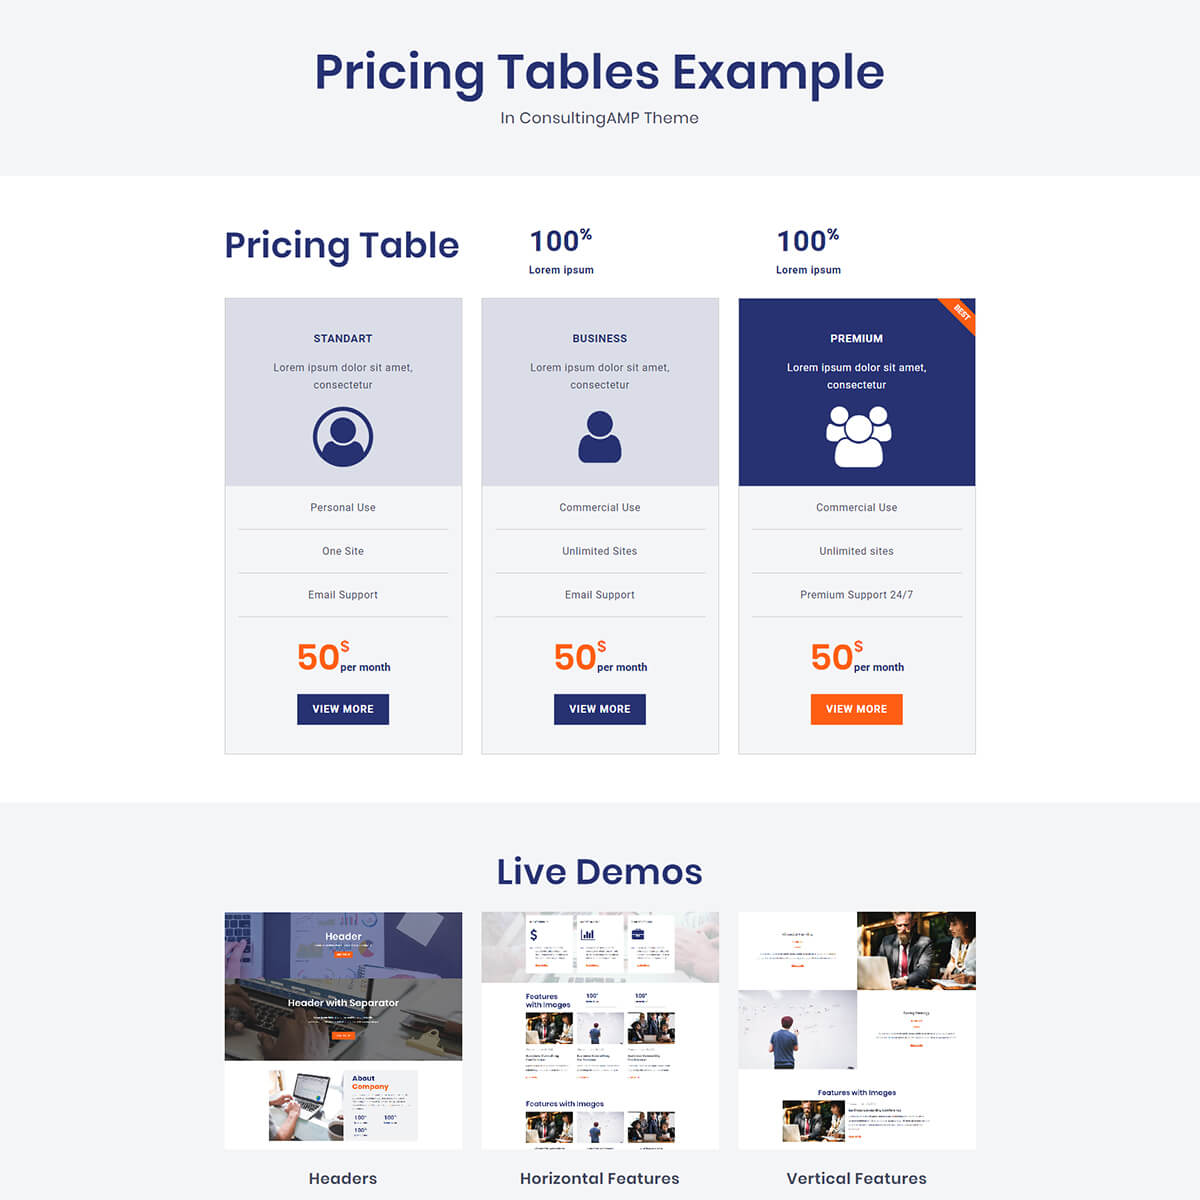 Pricing Tables Example
In ConsultingAMP Theme
Pricing Table
100%
Lorem ipsum
100%
Lorem ipsum
STANDART
Lorem ipsum dolor sit amet,
consectetur
Personal Use
One Site
Email Support
50$ per month
VIEW MORE
BUSINESS
Lorem ipsum dolor sit amet,
consectetur
Commercial Use
Unlimited Sites
Email Support
50$ per month
VIEW MORE
BEST
PREMIUM
Lorem ipsum dolor sit amet,
consectetur
Commercial Use
Unlimited sites
Premium Support 24/7
50$ per month
VIEW MORE
Live Demos
Header
Header with Separator
About
Company
100%
100%
100%
Headers
$
Features
with Images
100%
100%
Features with Images
Horizontal Features
Features with Images
Vertical Features